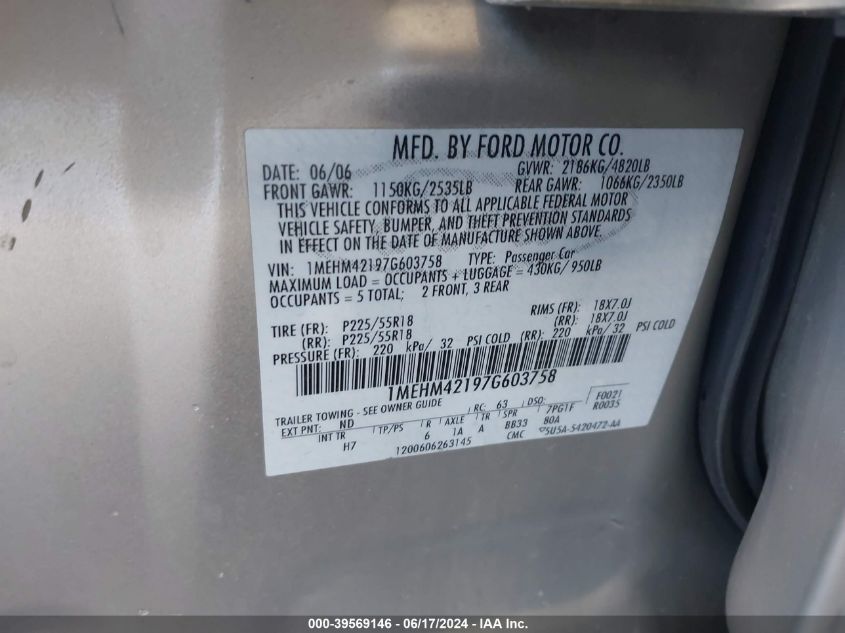 MFD. BY FORD MOTOR CO.
DATE: 06/06 GVWR: 2186KG/4820LB
FRONT GAWR: 1150KG/2535LB REAR GAWR: 1066KG/2350LB
THIS VEHICLE CONFORMS TO ALL APPLICABLE FEDERAL MOTOR
VEHICLE SAFETY, BUMPER, AND THEFT PREVENTION STANDARDS
IN EFFECT ON THE DATE OF MANUFACTURE SHOWN ABOVE.
VIN: 1MEHM42197G603758 TYPE: Passenger Car
MAXIMUM LOAD = OCCUPANTS + LUGGAGE = 430KG/ 950LB
OCCUPANTS = 5 TOTAL; 2 FRONT, 3 REAR
TIRE (FR): P225/55R18 RIMS (FR): 18X7.0J
(RR): P225/55R18 (RR): 18X7.0J
PRESSURE (FR): 220 kPa/ 32 PSI COLD (RR): 220 kPa/ 32 PSI COLD
1MEHM42197G603758
TRAILER TOWING - SEE OWNER GUIDE
EXT PNT: ND RC: 63 DSO: F0021
INT TR TP/PS R AXLE TR SPR 7PG1F R0035
H7 6 1A A BB33 80A
1200606263145 CMC 5U5A-5420472-AA
000-39569146 - 06/17/2024 - IAA Inc.